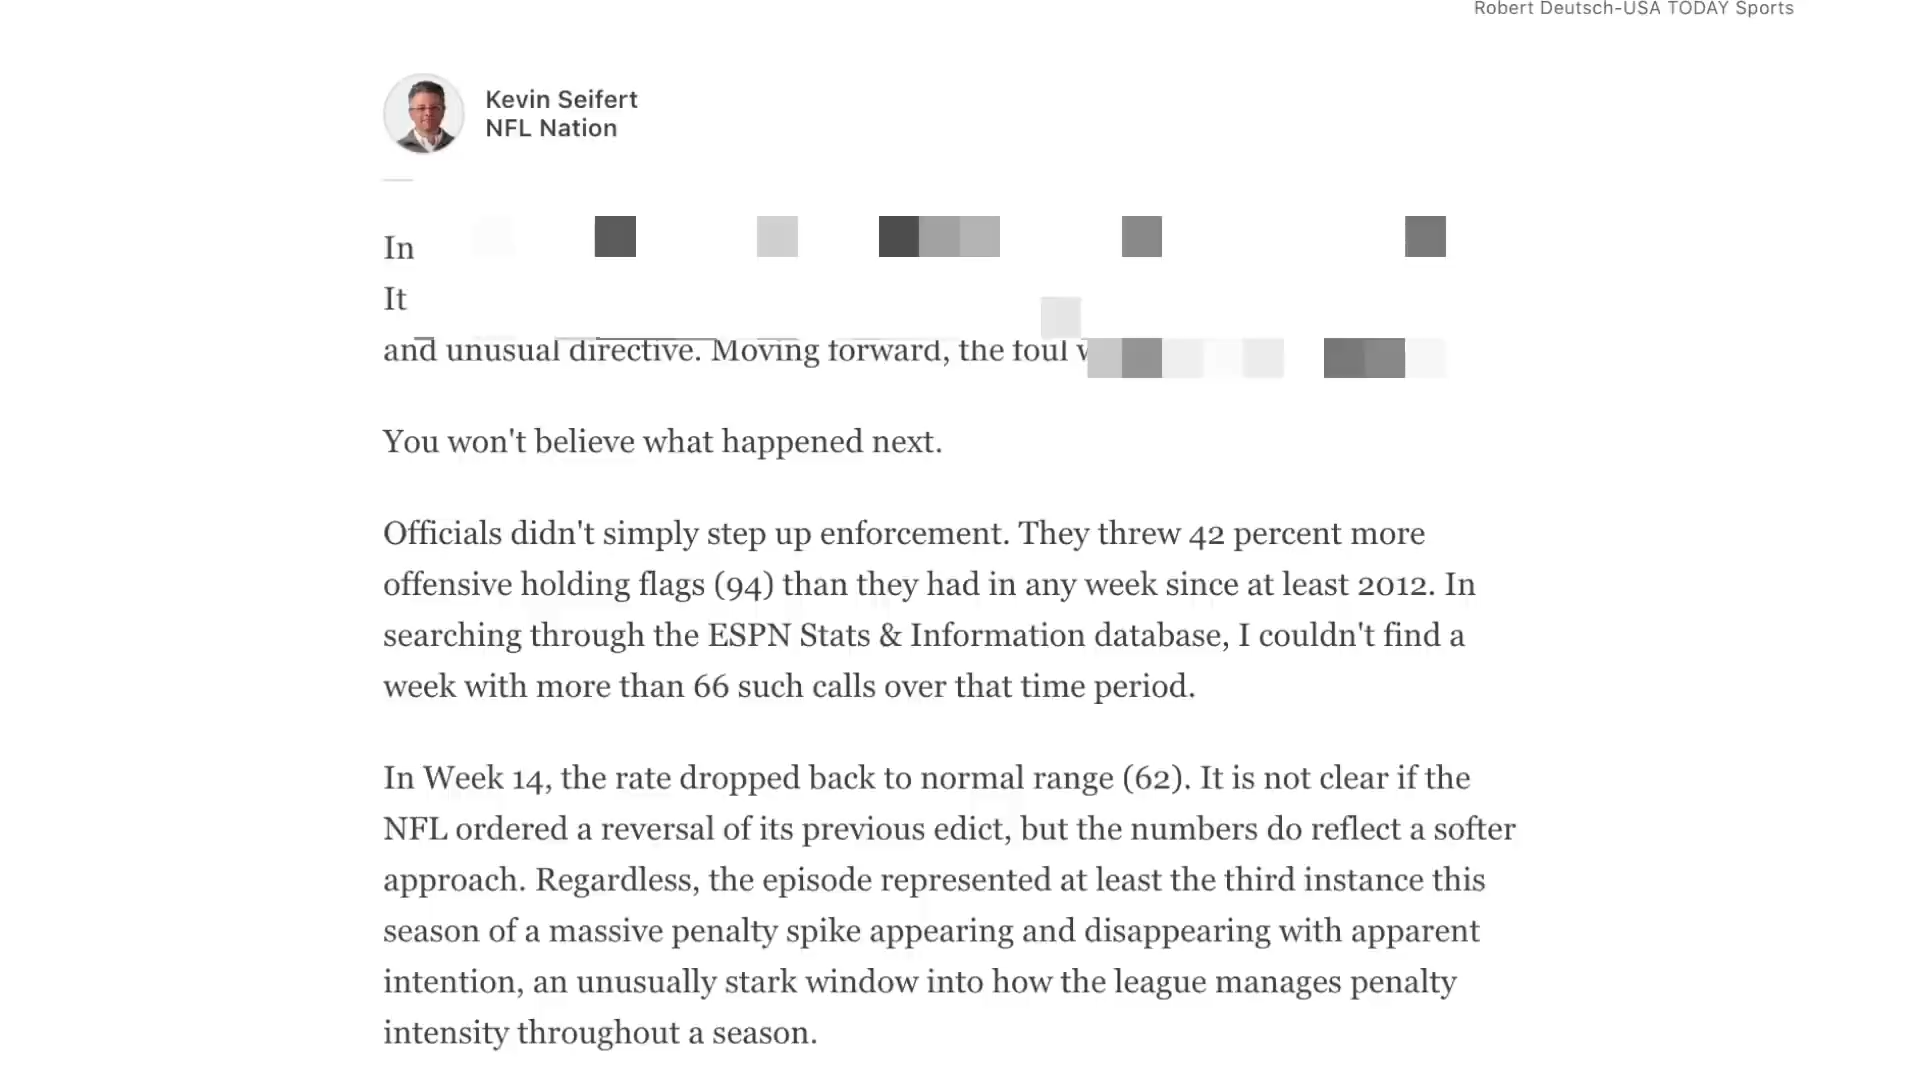 Robert Deutsch-USA TODAY Sports
Kevin Seifert
NFL Nation
In
It
and unusual directive. Moving forward, the foul
You won't believe what happened next.
Officials didn't simply step up enforcement. They threw 42 percent more
offensive holding flags (94) than they had in any week since at least 2012. In
searching through the ESPN Stats & Information database, I couldn't find a
week with more than 66 such calls over that time period.
In Week 14, the rate dropped back to normal range (62). It is not clear if the
NFL ordered a reversal of its previous edict, but the numbers do reflect a softer
approach. Regardless, the episode represented at least the third instance this
season of a massive penalty spike appearing and disappearing with apparent
intention, an unusually stark window into how the league manages penalty
intensity throughout a season.